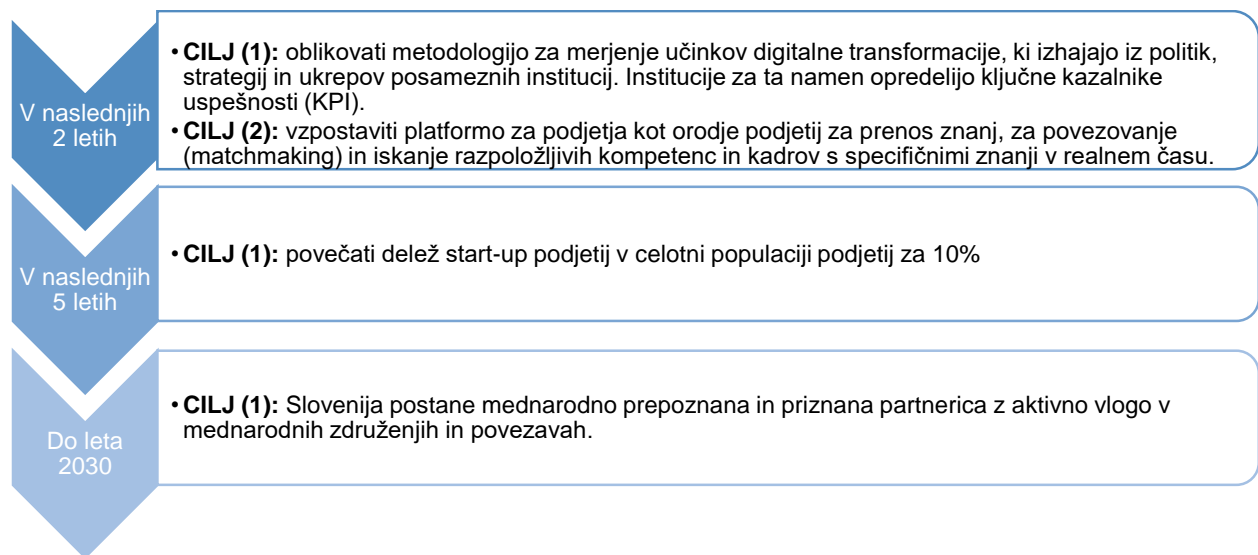 V naslednjih
2 letih
• CILJ (1): oblikovati metodologijo za merjenje učinkov digitalne transformacije, ki izhajajo iz politik,
strategij in ukrepov posameznih institucij. Institucije za ta namen opredelijo ključne kazalnike
uspešnosti (KPI).
• CILJ (2): vzpostaviti platformo za podjetja kot orodje podjetij za prenos znanj, za povezovanje
(matchmaking) in iskanje razpoložljivih kompetenc in kadrov s specifičnimi znanji v realnem času.
V naslednjih
5 letih
• CILJ (1): povečati delež start-up podjetij v celotni populaciji podjetij za 10%
Do leta
2030
• CILJ (1): Slovenija postane mednarodno prepoznana in priznana partnerica z aktivno vlogo v
mednarodnih združenjih in povezavah.